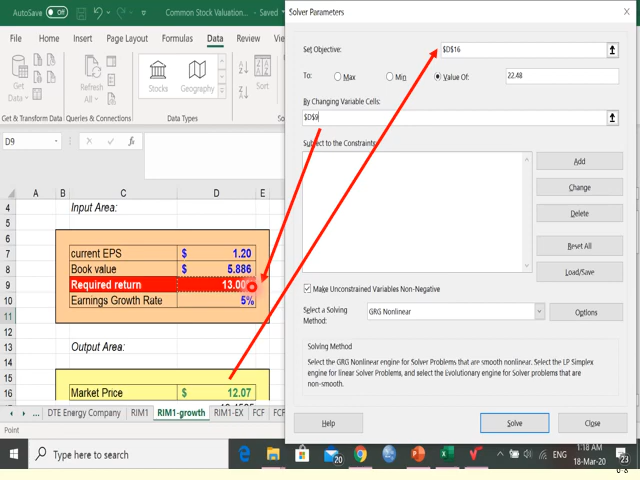 AutoSave Off Common Stock Valuation... - Saved
File Home Insert Page Layout Formulas Data Review View
Get Data
Refresh All
Stocks Geography
Sort
Get & Transform Data Queries & Connections Data Types
D9 fx
A B C D E
4 Input Area:
5
6
7 current EPS $ 1.20
8 Book value $ 5.886
9 Required return 13.00
10 Earnings Growth Rate 5%
11
12
13 Output Area:
14
15
16 Market Price $ 12.07
... DTE Energy Company RIM1 RIM1-growth RIM1-EX FCF FCF
Point
Solver Parameters
Set Objective: $D$16
To: Max Min Value Of: 22.48
By Changing Variable Cells:
$D$9
Subject to the Constraints:
Add
Change
Delete
Reset All
Load/Save
Make Unconstrained Variables Non-Negative
Select a Solving Method: GRG Nonlinear Options
Solving Method
Select the GRG Nonlinear engine for Solver Problems that are smooth nonlinear. Select the LP Simplex
engine for linear Solver Problems, and select the Evolutionary engine for Solver problems that are
non-smooth.
Help Solve Close
Type here to search
20
ENG
1:18 AM
18-Mar-20
23